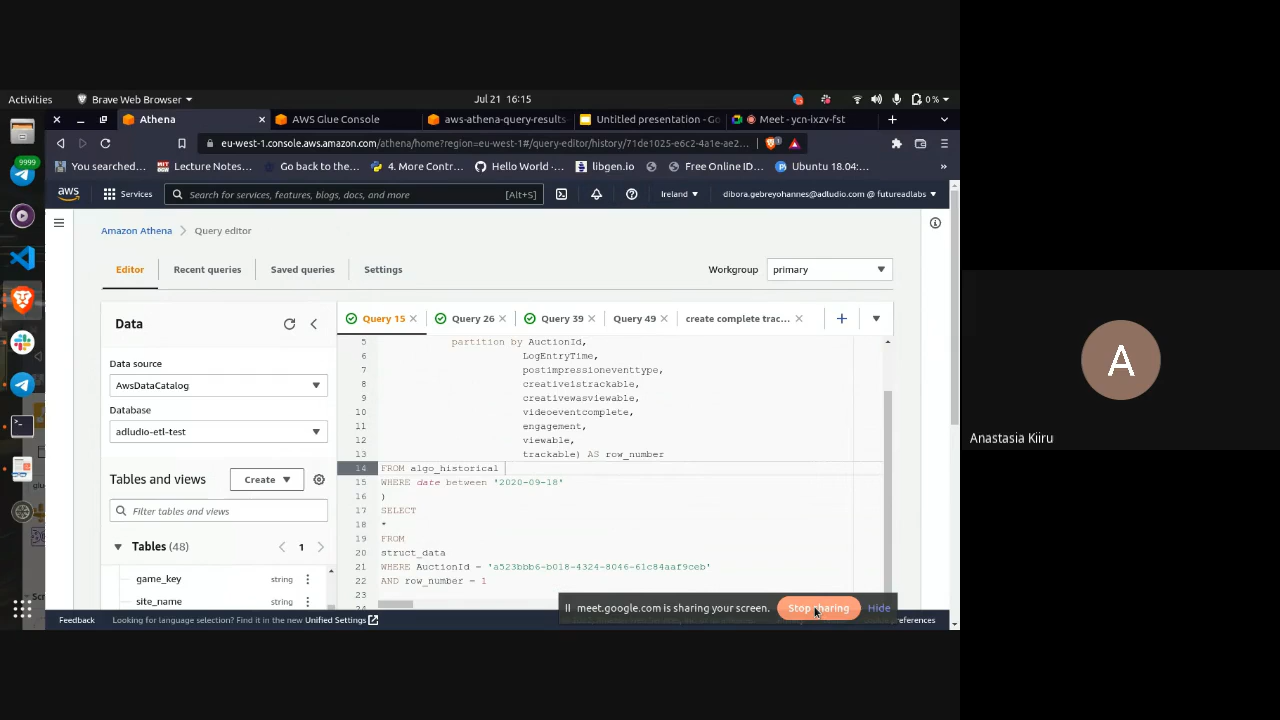 Activities
Brave Web Browser
Jul 21 16:15
0 %
Athena
AWS Glue Console
aws-athena-query-results-
Untitled presentation - Go
Meet - ycn-ixzv-fst
eu-west-1.console.aws.amazon.com/athena/home?region=eu-west-1#/query-editor/history/71de1025-e6c2-4a1e-ae2...
9999
You searched...
Lecture Notes...
Go back to the...
4. More Control...
Hello World · ...
libgen.io
Free Online ID...
Ubuntu 18.04:...
aws
Services
Search for services, features, blogs, docs, and more
[Alt+S]
Ireland
dibora.gebreyohannes@adludio.com @ futureadlabs
Amazon Athena
Query editor
Editor
Recent queries
Saved queries
Settings
Workgroup
primary
Data
Data source
AwsDataCatalog
Database
adludio-etl-test
Tables and views
Create
Filter tables and views
Tables (48)
1
game_key
string
site_name
string
Query 15
Query 26
Query 39
Query 49
create complete trac...
5 partition by AuctionId,
6 LogEntryTime,
7 postimpressioneventtype,
8 creativeistrackable,
9 creativewasviewable,
10 videoeventcomplete,
11 engagement,
12 viewable,
13 trackable) AS row_number
14 FROM algo_historical
15 WHERE date between '2020-09-18'
16 )
17 SELECT
18 *
19 FROM
20 struct_data
21 WHERE AuctionId = 'a523bbb6-b018-4324-8046-61c84aaf9ceb'
22 AND row_number = 1
23
meet.google.com is sharing your screen.
Stop sharing
Hide
Feedback
Looking for language selection? Find it in the new Unified Settings
A
Anastasia Kiiru